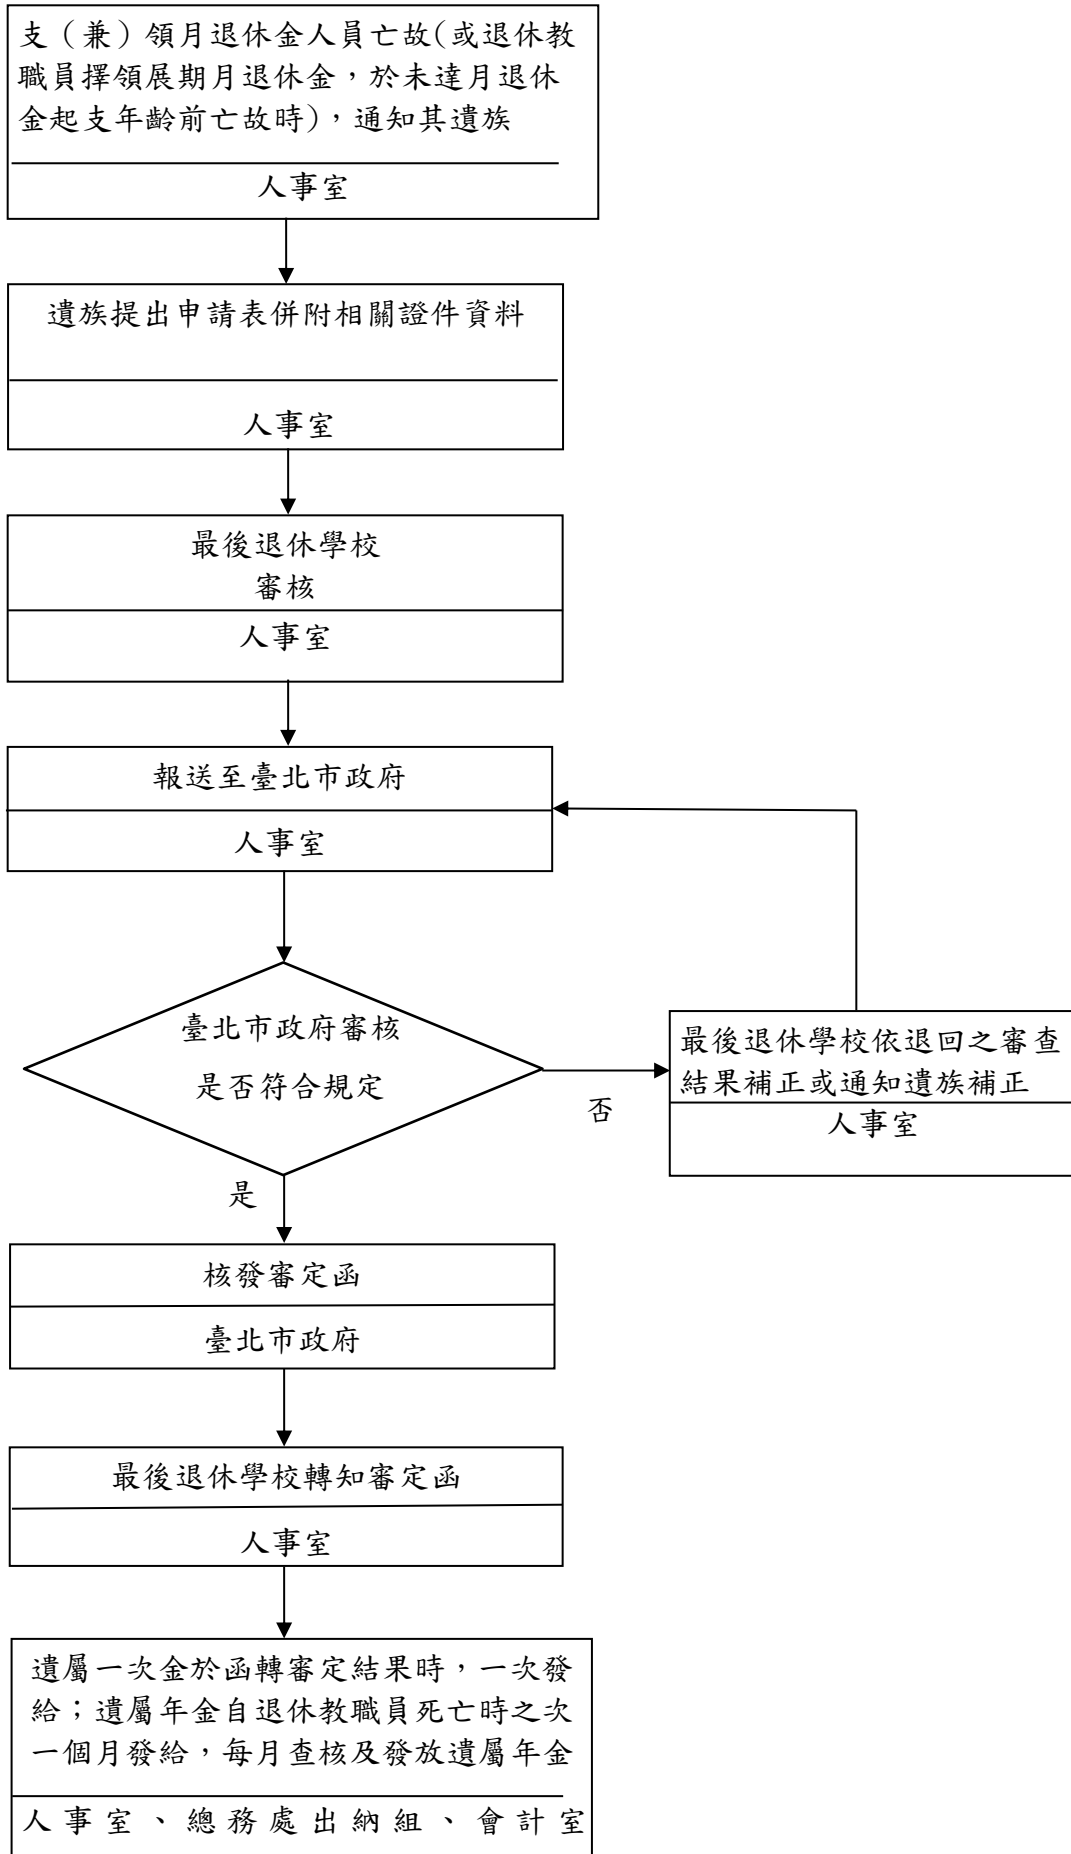 支（兼）領月退休金人員亡故(或退休教
職員擇領展期月退休金，於未達月退休
金起支年齡前亡故時)，通知其遺族
人事室
遺族提出申請表併附相關證件資料
人事室
最後退休學校
審核
人事室
報送至臺北市政府
人事室
臺北市政府審核
是否符合規定
否
最後退休學校依退回之審查
結果補正或通知遺族補正
人事室
是
核發審定函
臺北市政府
最後退休學校轉知審定函
人事室
遺屬一次金於函轉審定結果時，一次發
給；遺屬年金自退休教職員死亡時之次
一個月發給，每月查核及發放遺屬年金
人事室、總務處出納組、會計室